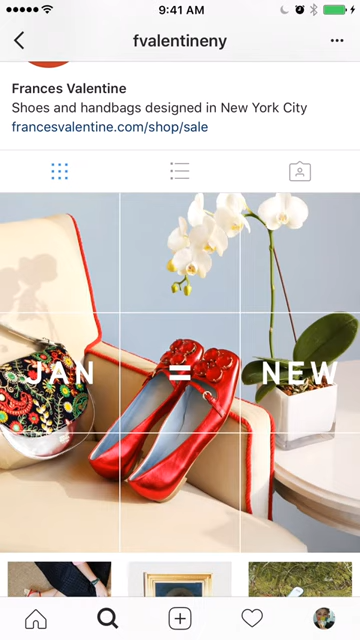 9:41 AM
fvalentineny
Frances Valentine
Shoes and handbags designed in New York City
francesvalentine.com/shop/sale
JAN = NEW